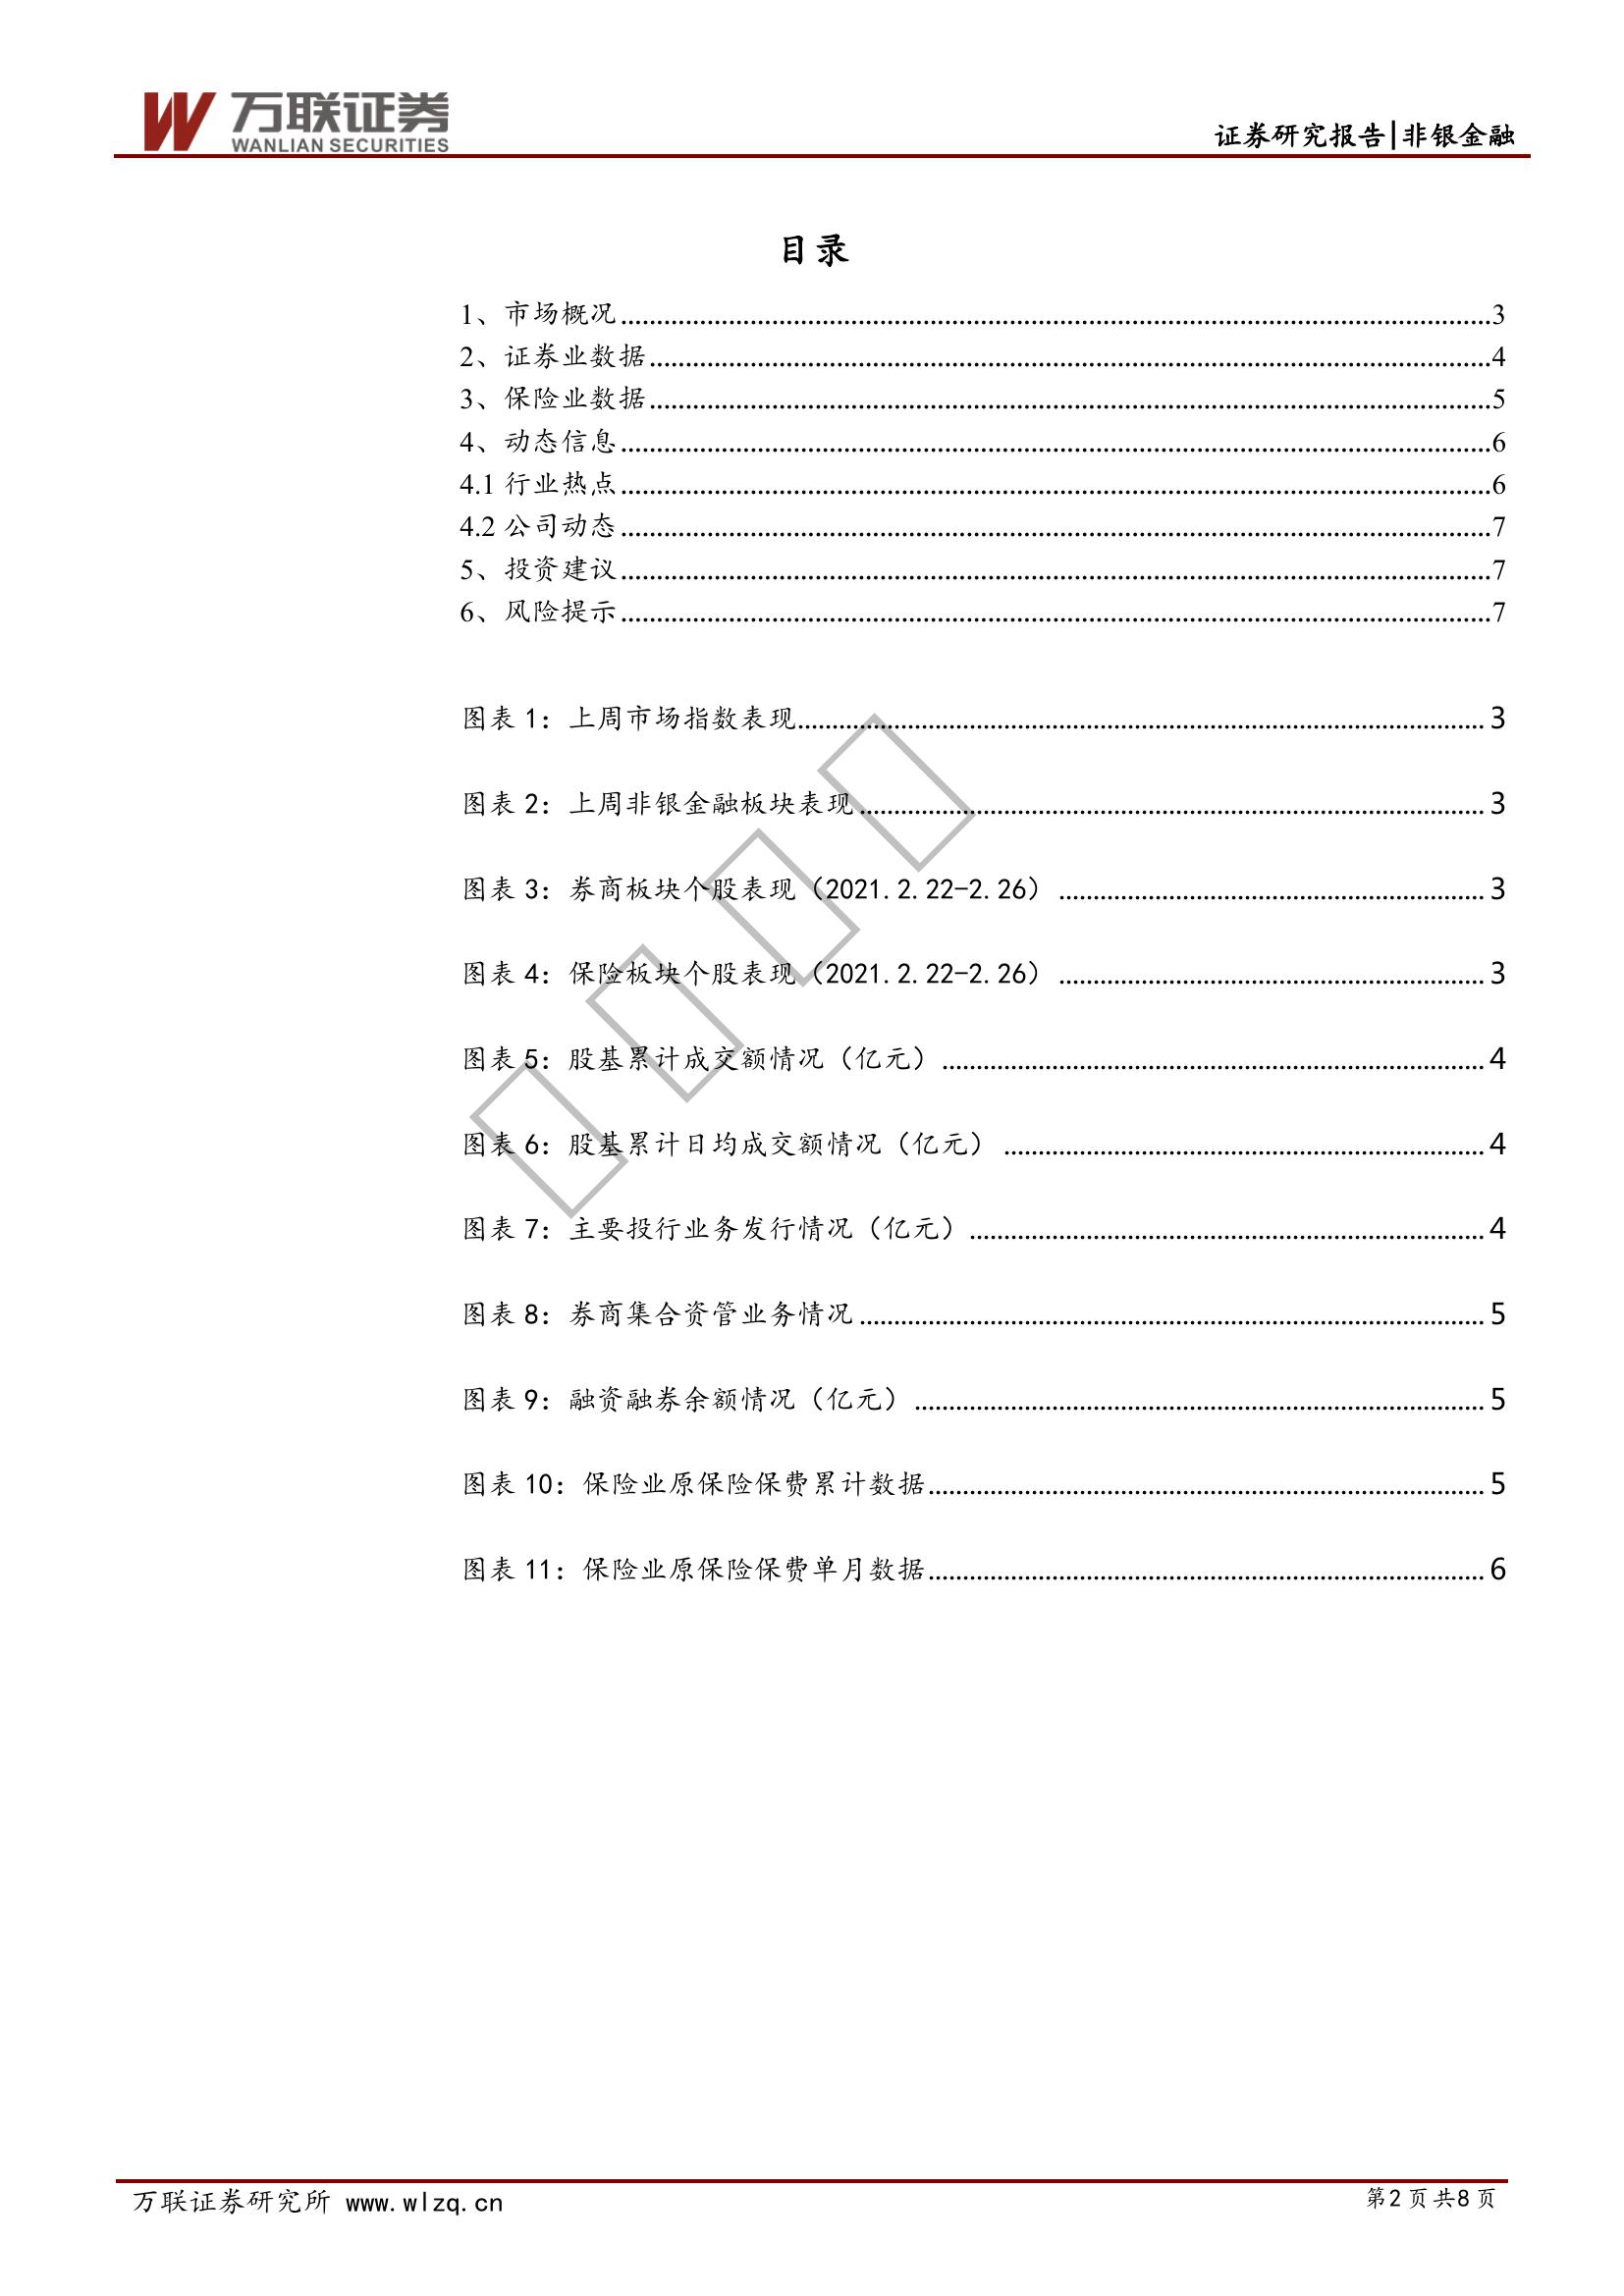 万联证券
WANLIAN SECURITIES
证券研究报告|非银金融
目录
1、市场概况........................3
2、证券业数据........................4
3、保险业数据........................5
4、动态信息........................6
4.1 行业热点........................6
4.2 公司动态........................7
5、投资建议........................7
6、风险提示........................7
图表 1：上周市场指数表现........................ 3
图表 2：上周非银金融板块表现........................ 3
图表 3：券商板块个股表现（2021.2.22-2.26）........................ 3
图表 4：保险板块个股表现（2021.2.22-2.26）........................ 3
图表 5：股基累计成交额情况（亿元）........................ 4
图表 6：股基累计日均成交额情况（亿元）........................ 4
图表 7：主要投行业务发行情况（亿元）........................ 4
图表 8：券商集合资管业务情况........................ 5
图表 9：融资融券余额情况（亿元）........................ 5
图表 10：保险业原保险保费累计数据........................ 5
图表 11：保险业原保险保费单月数据........................ 6
万联证券研究所 www.wlzq.cn
第2页共8页